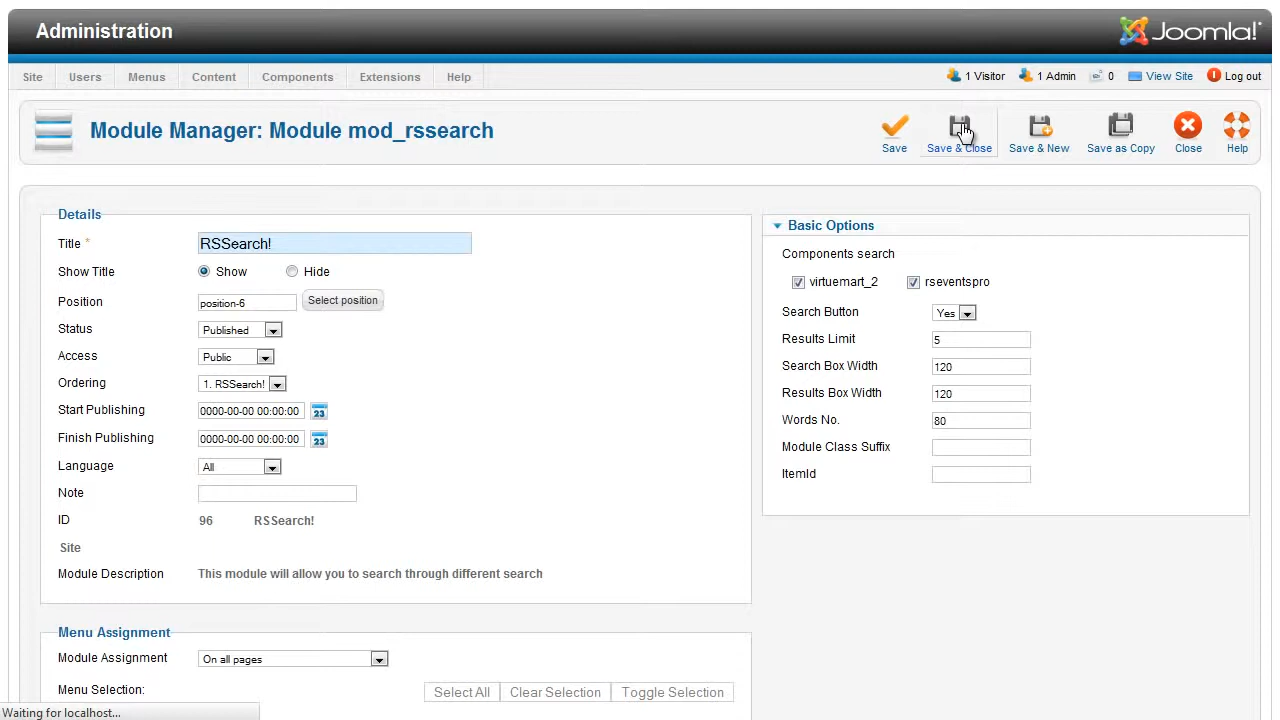 Administration
Joomla!
Site Users Menus Content Components Extensions Help
1 Visitor 1 Admin 0 View Site Log out
Module Manager: Module mod_rssearch
Save Save & Close Save & New Save as Copy Close Help
Details
Title *
RSSearch!
Show Title
Show Hide
Position
position-6
Select position
Status
Published
Access
Public
Ordering
1. RSSearch!
Start Publishing
0000-00-00 00:00:00
23
Finish Publishing
0000-00-00 00:00:00
23
Language
All
Note
ID
96 RSSearch!
Site
Module Description
This module will allow you to search through different search
Basic Options
Components search
virtuemart_2 rseventspro
Search Button
Yes
Results Limit
5
Search Box Width
120
Results Box Width
120
Words No.
80
Module Class Suffix
ItemId
Menu Assignment
Module Assignment
On all pages
Menu Selection:
Select All Clear Selection Toggle Selection
Waiting for localhost...